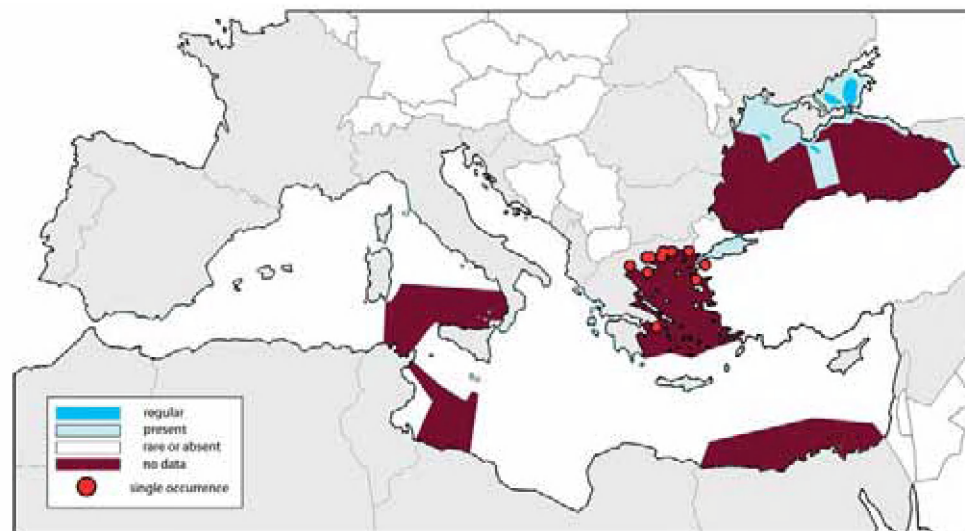 regular
present
rare or absent
no data
single occurrence